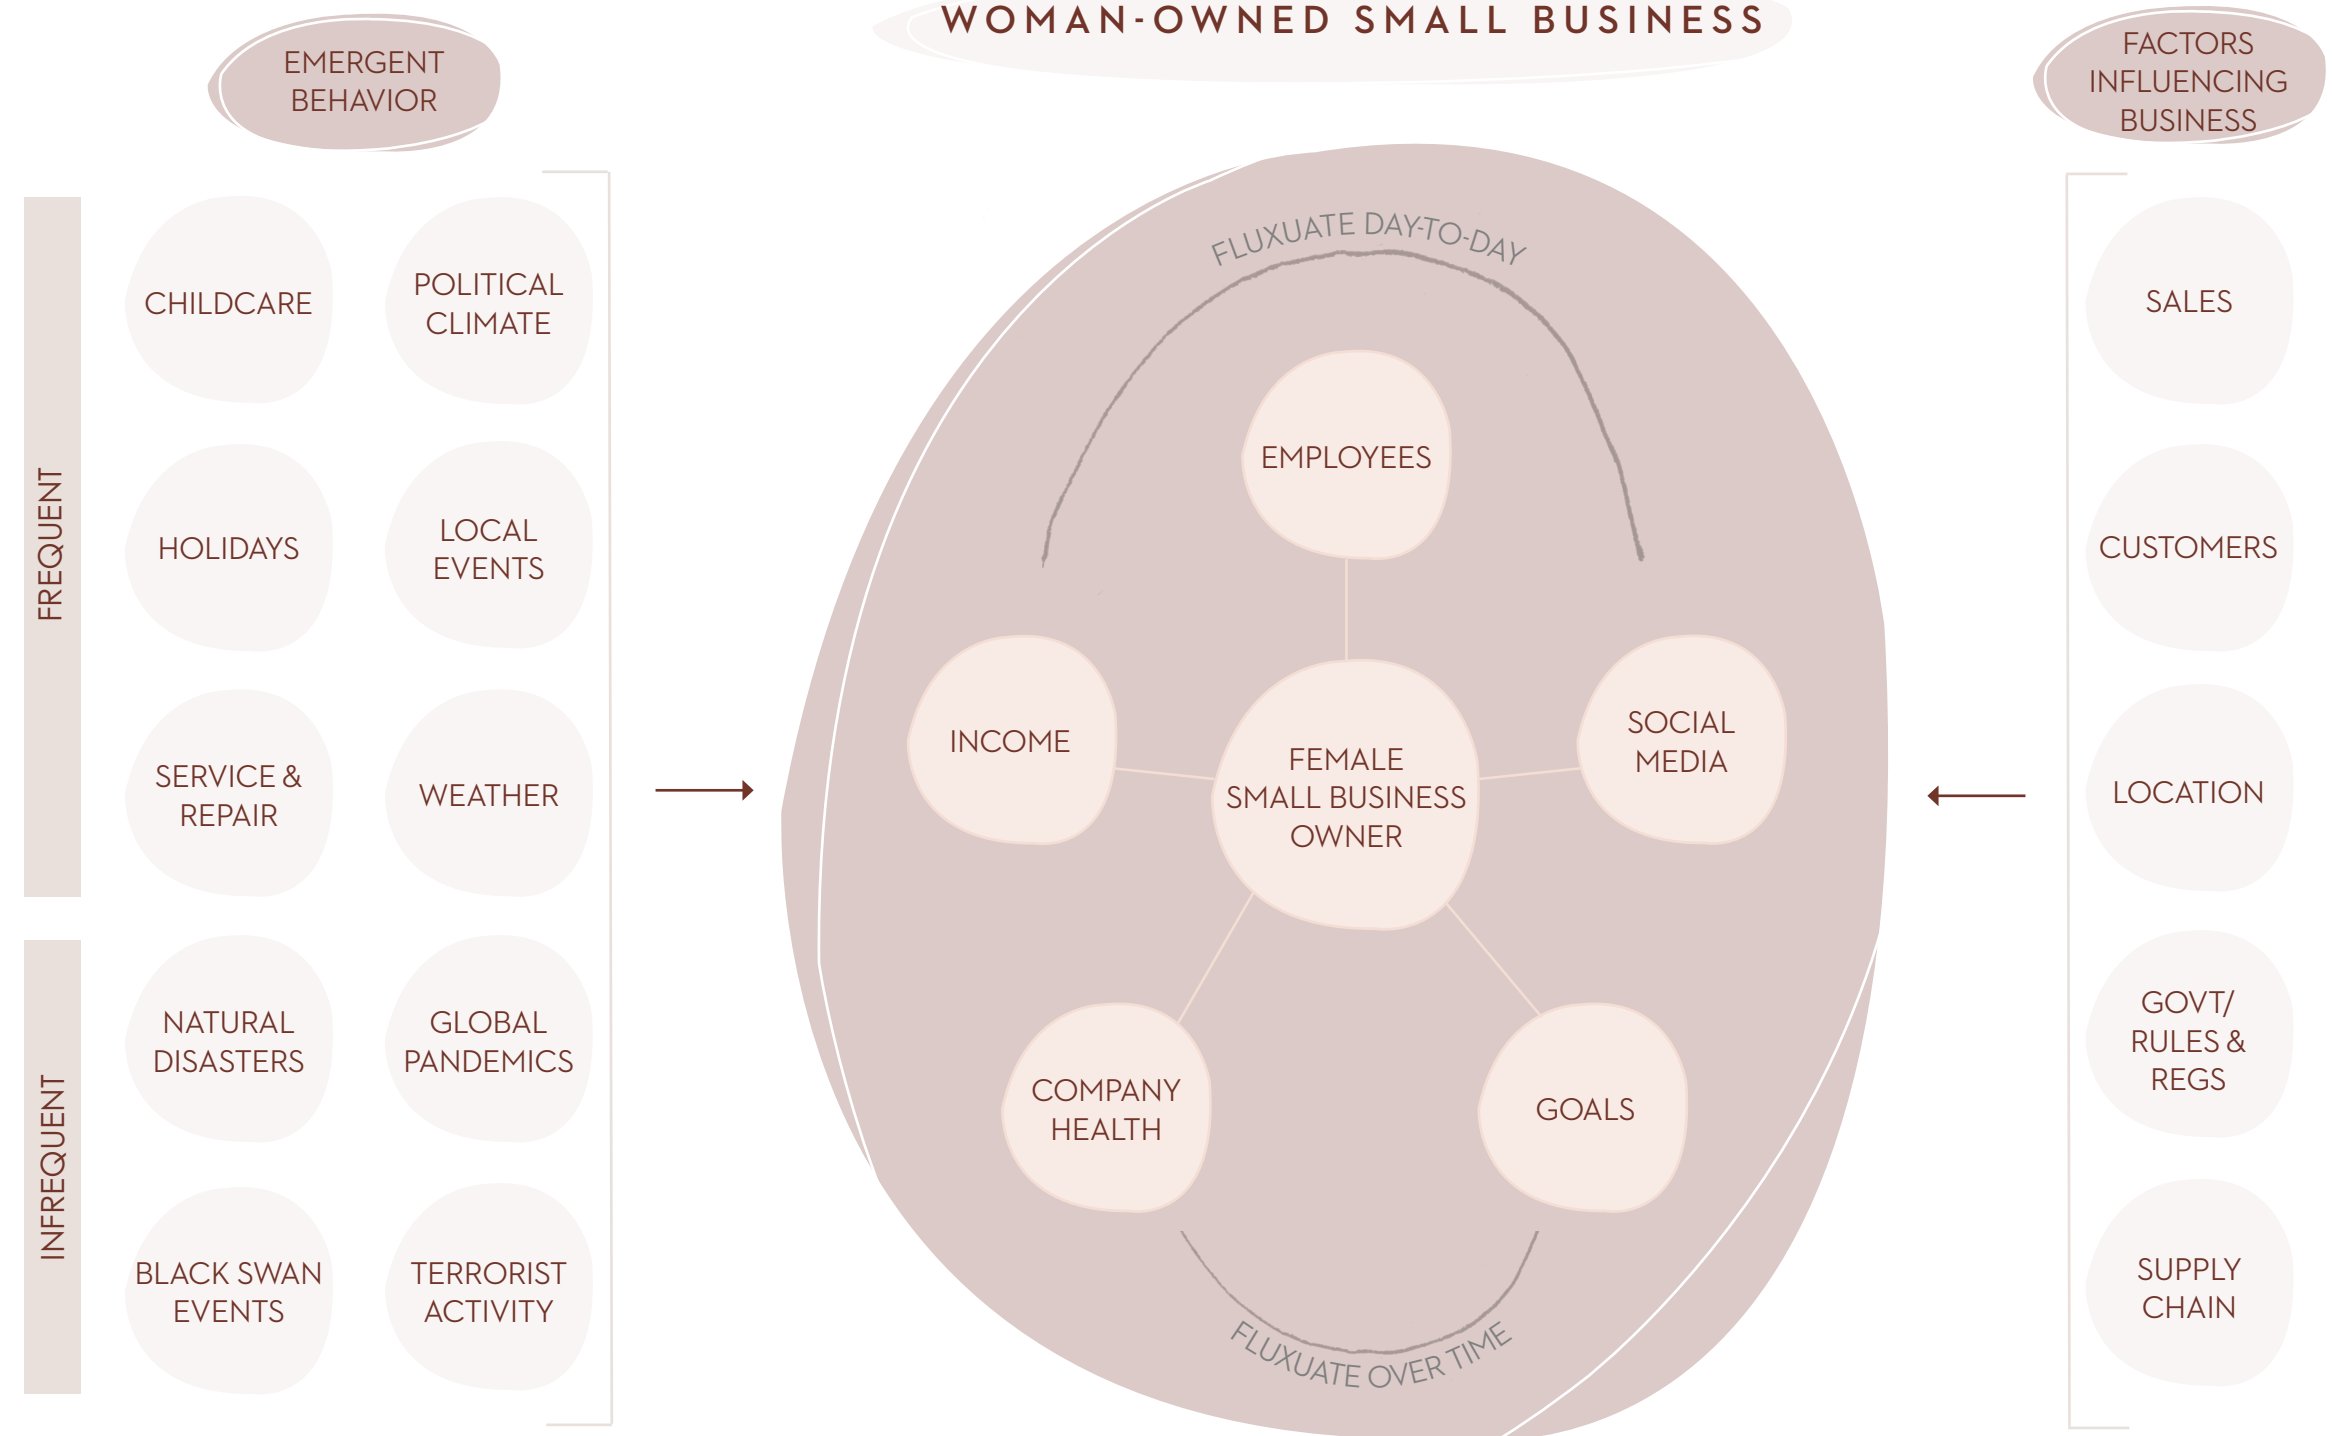 WOMAN-OWNED SMALL BUSINESS
EMERGENT
BEHAVIOR
FREQUENT
CHILDCARE
POLITICAL
CLIMATE
HOLIDAYS
LOCAL
EVENTS
SERVICE &
REPAIR
WEATHER
INFREQUENT
NATURAL
DISASTERS
GLOBAL
PANDEMICS
BLACK SWAN
EVENTS
TERRORIST
ACTIVITY
FLUXUATE DAY-TO-DAY
EMPLOYEES
INCOME
FEMALE
SMALL BUSINESS
OWNER
SOCIAL
MEDIA
COMPANY
HEALTH
GOALS
FLUXUATE OVER TIME
FACTORS
INFLUENCING
BUSINESS
SALES
CUSTOMERS
LOCATION
GOVT/
RULES &
REGS
SUPPLY
CHAIN